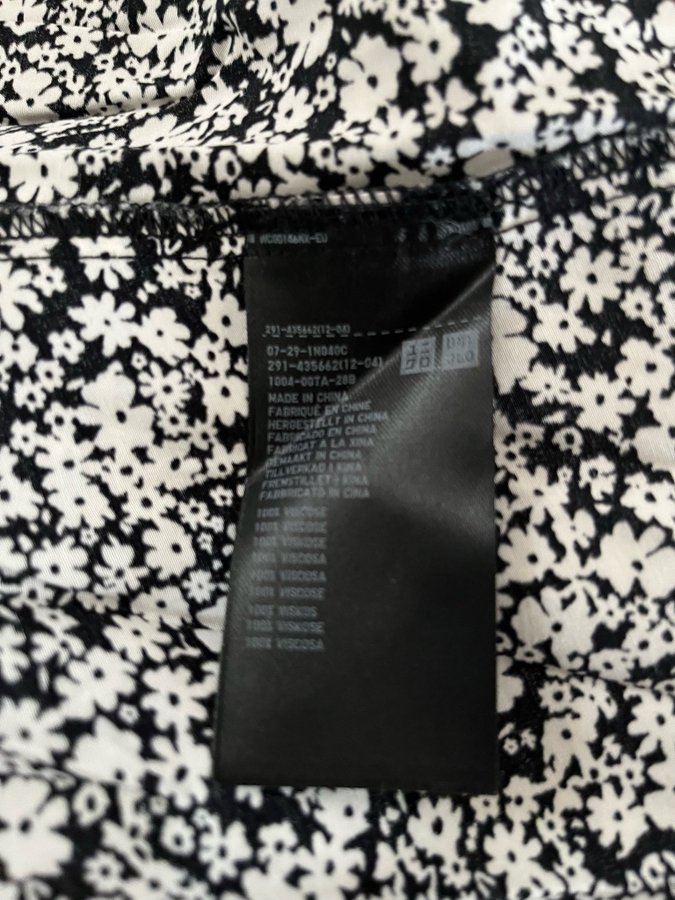 291-435662(12-04)
07-29-1N040C
291-435662(12-04)
1004-00TA-28B
MADE IN CHINA
FABRIQUÉ EN CHINE
HERGESTELLT IN CHINA
FABRICADO EN CHINA
FABRICAT A LA XINA
GEMAAKT IN CHINA
TILLVERKAD I KINA
FREMSTILLET I KINA
FABBRICATO IN CINA
100% VISCOSE
100% VISCOSE
100% VISKOSE
100% VISCOSA
100% VISCOSA
100% VISCOSE
100% VISKOS
100% VISKOSE
100% VISCOSA